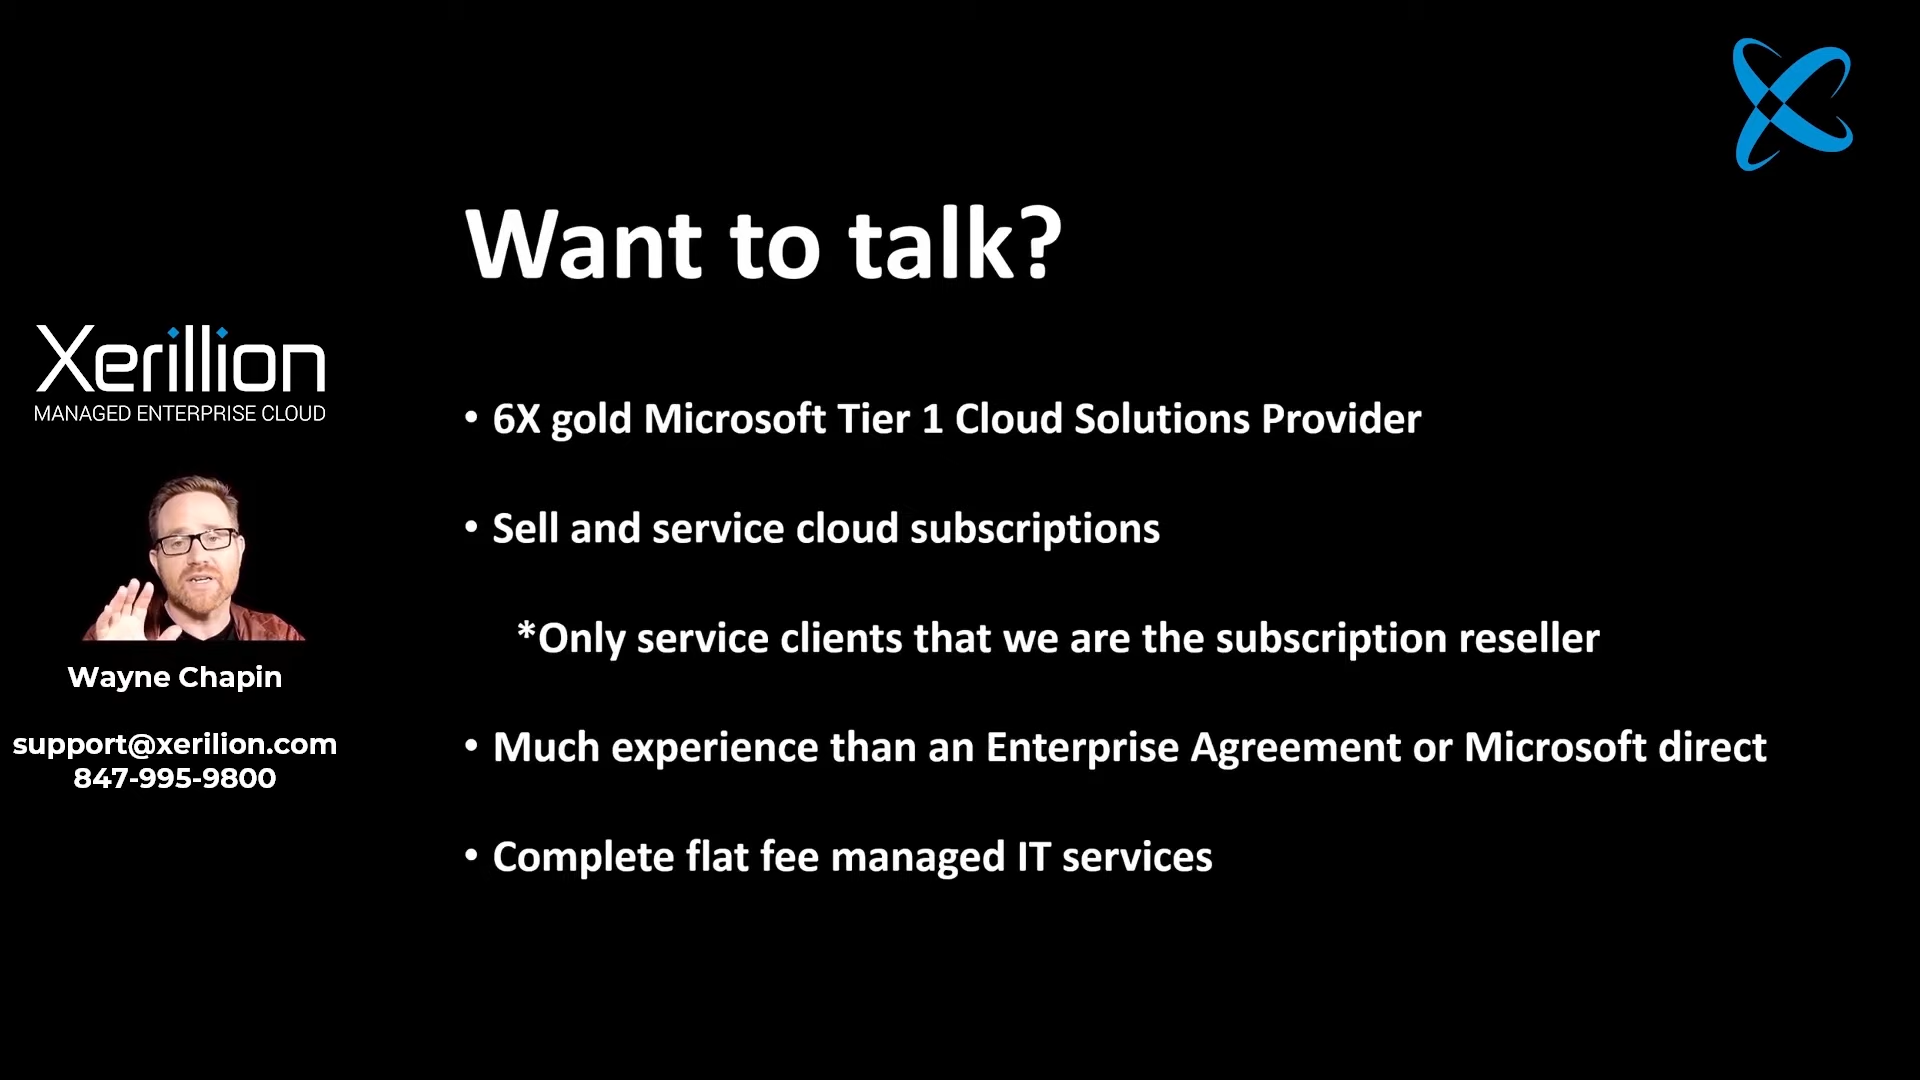 Want to talk?
Xerillion
MANAGED ENTERPRISE CLOUD
Wayne Chapin
support@xerilion.com
847-995-9800
• 6X gold Microsoft Tier 1 Cloud Solutions Provider
• Sell and service cloud subscriptions
*Only service clients that we are the subscription reseller
• Much experience than an Enterprise Agreement or Microsoft direct
• Complete flat fee managed IT services